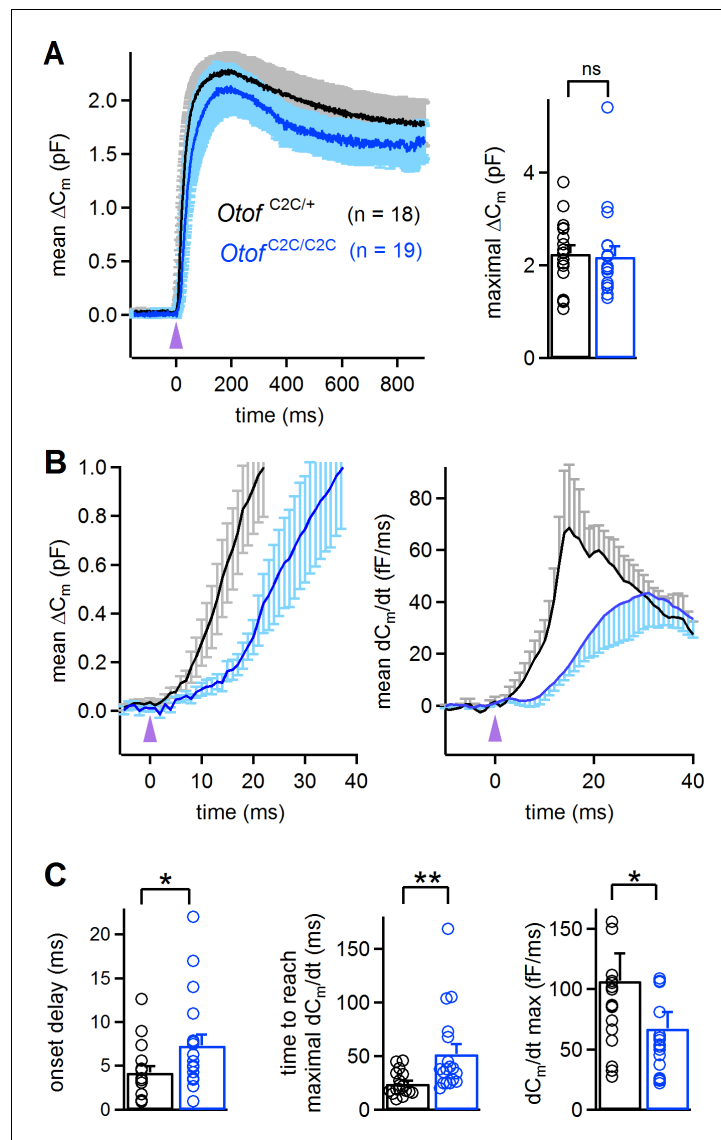 A
mean ΔCm (pF)
2.0
1.5
1.0
0.5
0.0
Otof C2C/+ (n = 18)
Otof C2C/C2C (n = 19)
0 200 400 600 800
time (ms)
ns
maximal ΔCm (pF)
4
2
0
B
mean ΔCm (pF)
1.0
0.8
0.6
0.4
0.2
0.0
0 10 20 30 40
time (ms)
mean dCm/dt (fF/ms)
80
60
40
20
0
0 20 40
time (ms)
C
*
onset delay (ms)
20
15
10
5
0
**
time to reach
maximal dCm/dt (ms)
150
100
50
0
*
dCm/dt max (fF/ms)
150
100
50
0